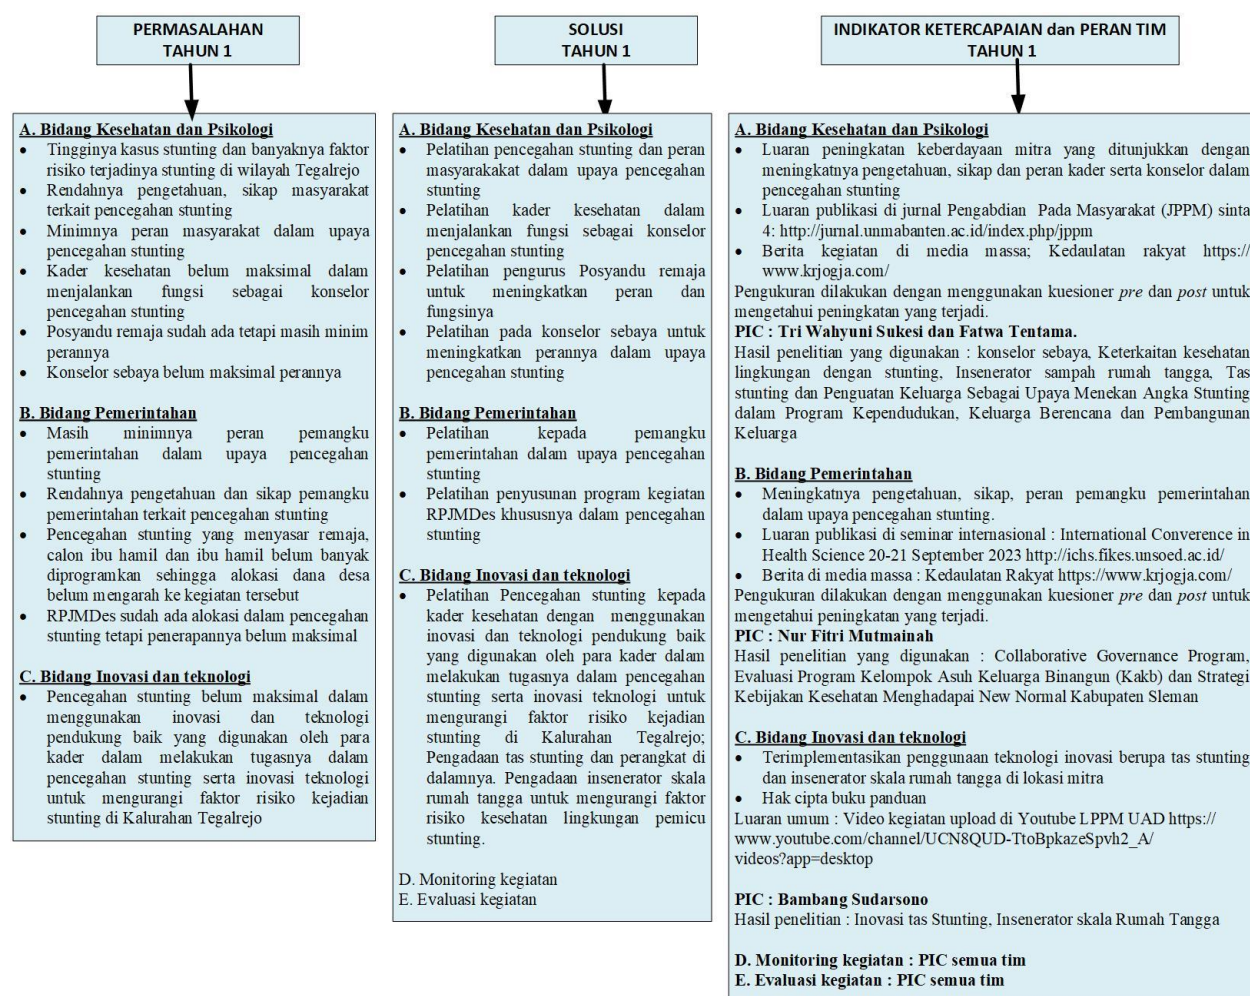 PERMASALAHAN
TAHUN 1
A. Bidang Kesehatan dan Psikologi
• Tingginya kasus stunting dan banyaknya faktor
risiko terjadinya stunting di wilayah Tegalrejo
• Rendahnya pengetahuan, sikap masyarakat
terkait pencegahan stunting
• Minimnya peran masyarakat dalam upaya
pencegahan stunting
• Kader kesehatan belum maksimal dalam
menjalankan fungsi sebagai konselor
pencegahan stunting
• Posyandu remaja sudah ada tetapi masih minim
perannya
• Konselor sebaya belum maksimal perannya
B. Bidang Pemerintahan
• Masih minimnya peran pemangku
pemerintahan dalam upaya pencegahan
stunting
• Rendahnya pengetahuan dan sikap pemangku
pemerintahan terkait pencegahan stunting
• Pencegahan stunting yang menyasar remaja,
calon ibu hamil dan ibu hamil belum banyak
diprogramkan sehingga alokasi dana desa
belum mengarah ke kegiatan tersebut
• RPJMDes sudah ada alokasi dalam pencegahan
stunting tetapi penerapannya belum maksimal
C. Bidang Inovasi dan teknologi
• Pencegahan stunting belum maksimal dalam
menggunakan inovasi dan teknologi
pendukung baik yang digunakan oleh para
kader dalam melakukan tugasnya dalam
pencegahan stunting serta inovasi teknologi
untuk mengurangi faktor risiko kejadian
stunting di Kalurahan Tegalrejo
SOLUSI
TAHUN 1
A. Bidang Kesehatan dan Psikologi
• Pelatihan pencegahan stunting dan peran
masyarakakat dalam upaya pencegahan
stunting
• Pelatihan kader kesehatan dalam
menjalankan fungsi sebagai konselor
pencegahan stunting
• Pelatihan pengurus Posyandu remaja
untuk meningkatkan peran dan
fungsinya
• Pelatihan pada konselor sebaya untuk
meningkatkan perannya dalam upaya
pencegahan stunting
B. Bidang Pemerintahan
• Pelatihan kepada pemangku
pemerintahan dalam upaya pencegahan
stunting
• Pelatihan penyusunan program kegiatan
RPJMDes khususnya dalam pencegahan
stunting
C. Bidang Inovasi dan teknologi
• Pelatihan Pencegahan stunting kepada
kader kesehatan dengan menggunakan
inovasi dan teknologi pendukung baik
yang digunakan oleh para kader dalam
melakukan tugasnya dalam pencegahan
stunting serta inovasi teknologi untuk
mengurangi faktor risiko kejadian
stunting di Kalurahan Tegalrejo;
Pengadaan tas stunting dan perangkat di
dalamnya. Pengadaan insenerator skala
rumah tangga untuk mengurangi faktor
risiko kesehatan lingkungan pemicu
stunting.
D. Monitoring kegiatan
E. Evaluasi kegiatan
INDIKATOR KETERCAPAIAN dan PERAN TIM
TAHUN 1
A. Bidang Kesehatan dan Psikologi
• Luaran peningkatan keberdayaan mitra yang ditunjukkan dengan
meningkatnya pengetahuan, sikap dan peran kader serta konselor dalam
pencegahan stunting
• Luaran publikasi di jurnal Pengabdian Pada Masyarakat (JPPM) sinta
4: http://jurnal.unmabanten.ac.id/index.php/jppm
• Berita kegiatan di media massa; Kedaulatan rakyat https://
www.krjogja.com/
Pengukuran dilakukan dengan menggunakan kuesioner pre dan post untuk
mengetahui peningkatan yang terjadi.
PIC : Tri Wahyuni Sukesi dan Fatwa Tentama.
Hasil penelitian yang digunakan : konselor sebaya, Keterkaitan kesehatan
lingkungan dengan stunting, Insenerator sampah rumah tangga, Tas
stunting dan Penguatan Keluarga Sebagai Upaya Menekan Angka Stunting
dalam Program Kependudukan, Keluarga Berencana dan Pembangunan
Keluarga
B. Bidang Pemerintahan
• Meningkatnya pengetahuan, sikap, peran pemangku pemerintahan
dalam upaya pencegahan stunting.
• Luaran publikasi di seminar internasional : International Converence in
Health Science 20-21 September 2023 http://ichs.fikes.unsoed.ac.id/
• Berita di media massa : Kedaulatan Rakyat https://www.krjogja.com/
Pengukuran dilakukan dengan menggunakan kuesioner pre dan post untuk
mengetahui peningkatan yang terjadi.
PIC : Nur Fitri Mutmainah
Hasil penelitian yang digunakan : Collaborative Governance Program,
Evaluasi Program Kelompok Asuh Keluarga Binangun (Kakb) dan Strategi
Kebijakan Kesehatan Menghadapai New Normal Kabupaten Sleman
C. Bidang Inovasi dan teknologi
• Terimplementasikan penggunaan teknologi inovasi berupa tas stunting
dan insenerator skala rumah tangga di lokasi mitra
• Hak cipta buku panduan
Luaran umum : Video kegiatan upload di Youtube LPPM UAD https://
www.youtube.com/channel/UCN8QUD-TtoBpkazeSpvh2_A/
videos?app=desktop
PIC : Bambang Sudarsono
Hasil penelitian : Inovasi tas Stunting, Insenerator skala Rumah Tangga
D. Monitoring kegiatan : PIC semua tim
E. Evaluasi kegiatan : PIC semua tim